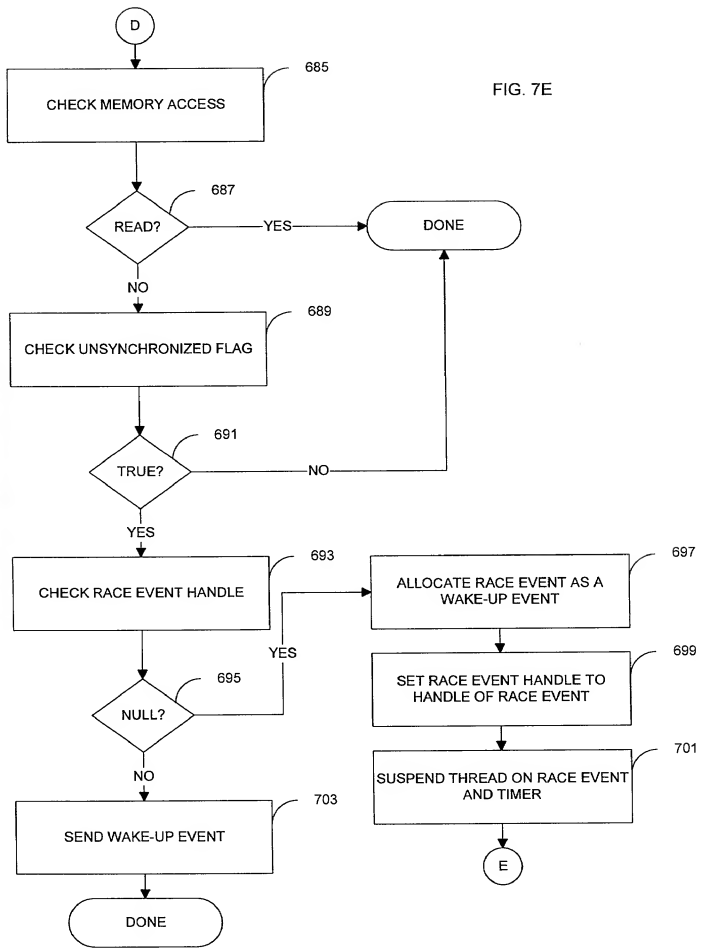 D
685
FIG. 7E
CHECK MEMORY ACCESS
687
READ?
YES
DONE
NO
689
CHECK UNSYNCHRONIZED FLAG
691
TRUE?
NO
YES
693
CHECK RACE EVENT HANDLE
697
ALLOCATE RACE EVENT AS A
WAKE-UP EVENT
YES
699
SET RACE EVENT HANDLE TO
HANDLE OF RACE EVENT
695
NULL?
701
SUSPEND THREAD ON RACE EVENT
AND TIMER
NO
703
SEND WAKE-UP EVENT
E
DONE